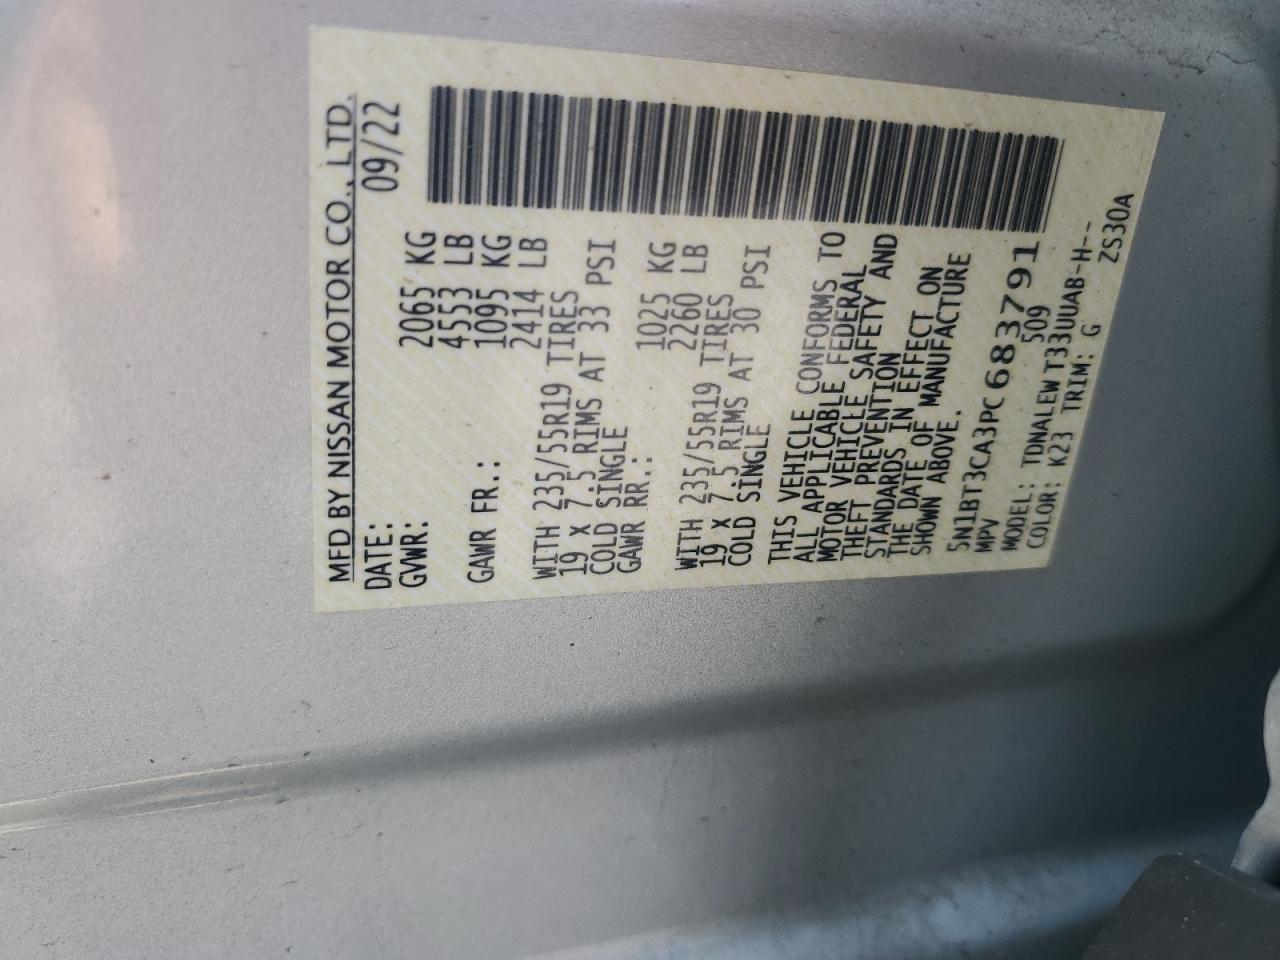 MFD BY NISSAN MOTOR CO., LTD.
DATE: 09/22
GVWR: 2065 KG
4553 LB
GAWR FR.: 1095 KG
2414 LB
WITH 235/55R19 TIRES
19 X 7.5 RIMS AT 33 PSI
COLD SINGLE
GAWR RR.: 1025 KG
2260 LB
WITH 235/55R19 TIRES
19 X 7.5 RIMS AT 30 PSI
COLD SINGLE
THIS VEHICLE CONFORMS TO
ALL APPLICABLE FEDERAL
MOTOR VEHICLE SAFETY AND
THEFT PREVENTION
STANDARDS IN EFFECT ON
THE DATE OF MANUFACTURE
SHOWN ABOVE.
5N1BT3CA3PC683791
MPV 509
MODEL: TDNALEWT33UUAB-H--
COLOR: K23 TRIM: G ZS30A